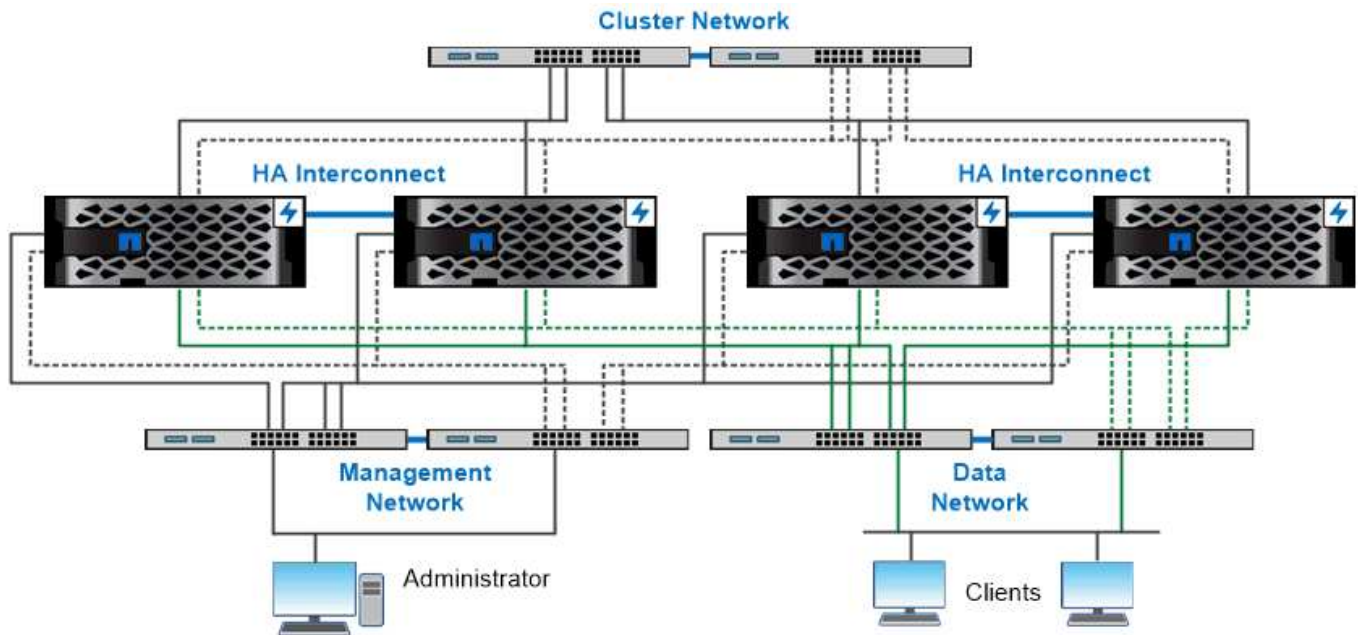 Cluster Network
HA Interconnect
HA Interconnect
Management
Network
Data
Network
Administrator
Clients